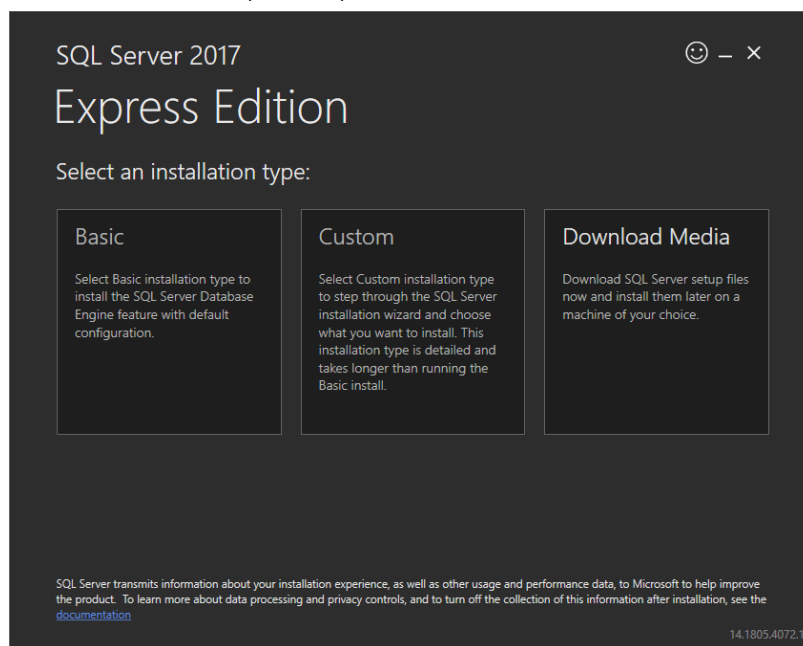 SQL Server 2017
Express Edition
Select an installation type:
Basic
Select Basic installation type to
install the SQL Server Database
Engine feature with default
configuration.
Custom
Select Custom installation type
to step through the SQL Server
installation wizard and choose
what you want to install. This
installation type is detailed and
takes longer than running the
Basic install.
Download Media
Download SQL Server setup files
now and install them later on a
machine of your choice.
SQL Server transmits information about your installation experience, as well as other usage and performance data, to Microsoft to help improve
the product. To learn more about data processing and privacy controls, and to turn off the collection of this information after installation, see the
documentation
14.1805.4072.1